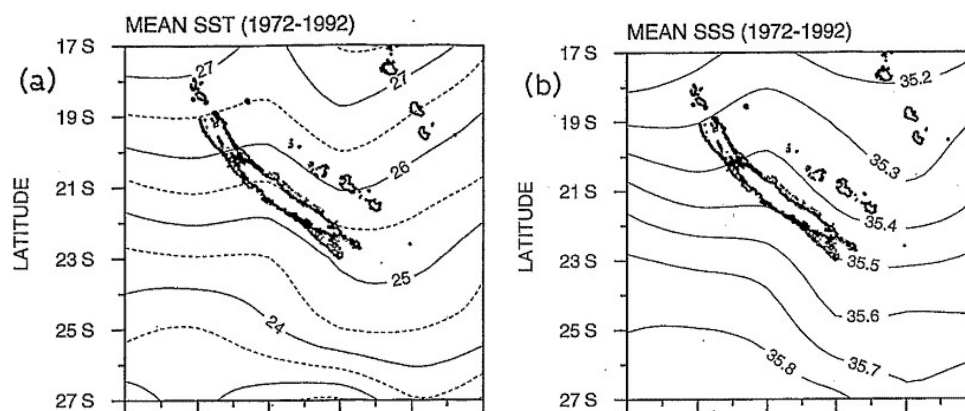 MEAN SST (1972-1992)
(a)
LATITUDE
17 S
19 S
21 S
23 S
25 S
27 S
27
27
26
25
24
MEAN SSS (1972-1992)
(b)
LATITUDE
17 S
19 S
21 S
23 S
25 S
27 S
35.2
35.3
35.4
35.5
35.6
35.7
35.8